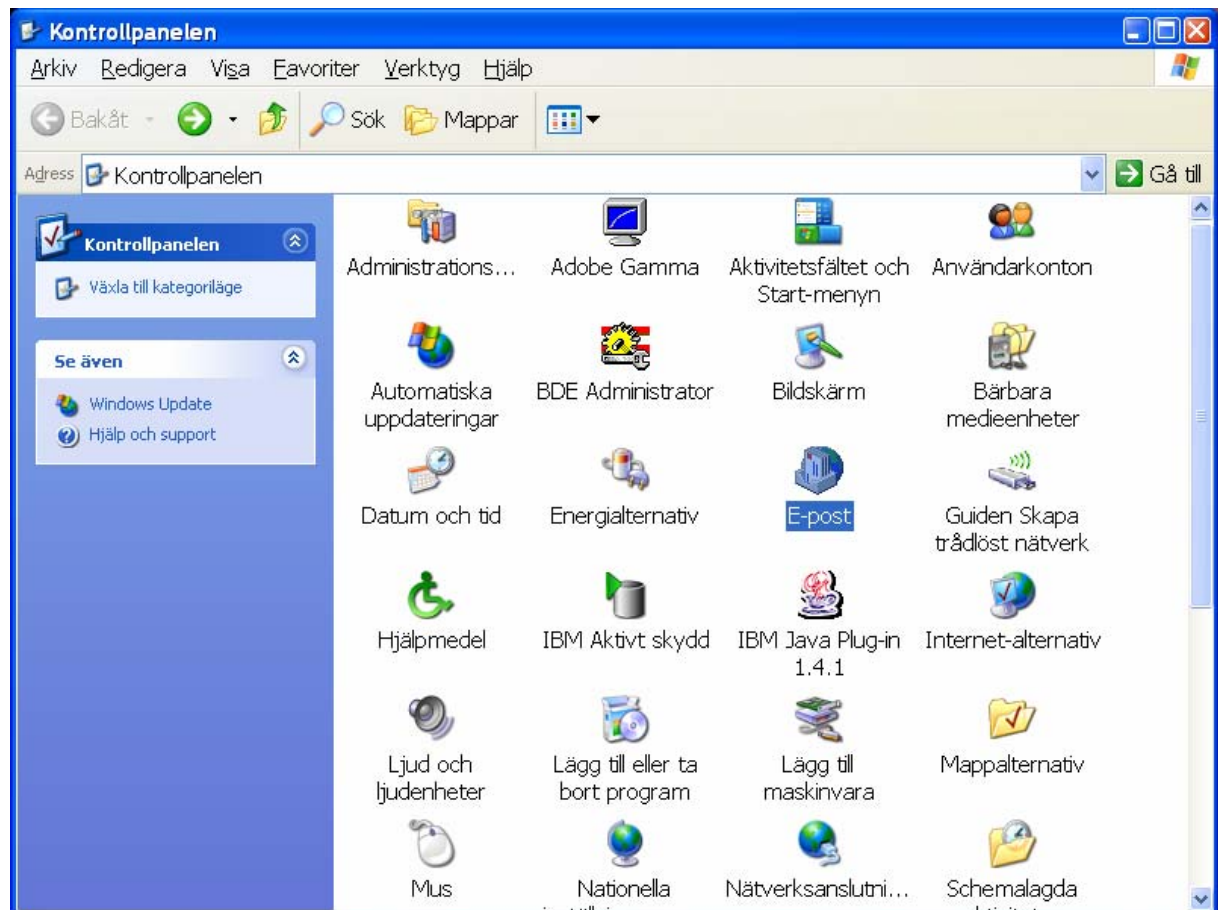 Kontrollpanelen
Arkiv Redigera Visa Favoriter Verktyg Hjälp
Bakåt Sök Mappar
Adress Kontrollpanelen Gå till
Kontrollpanelen
Växla till kategoriläge
Se även
Windows Update
Hjälp och support
Administrations... Adobe Gamma Aktivitetsfältet och Användarkonton
Start-menyn
Automatiska BDE Administrator Bildskärm Bärbara
uppdateringar medieenheter
Datum och tid Energialternativ E-post Guiden Skapa
trådlöst nätverk
Hjälpmedel IBM Aktivt skydd IBM Java Plug-in Internet-alternativ
1.4.1
Ljud och Lägg till eller ta Lägg till Mappalternativ
ljudenheter bort program maskinvara
Mus Nationella Nätverksanslutni... Schemalagda